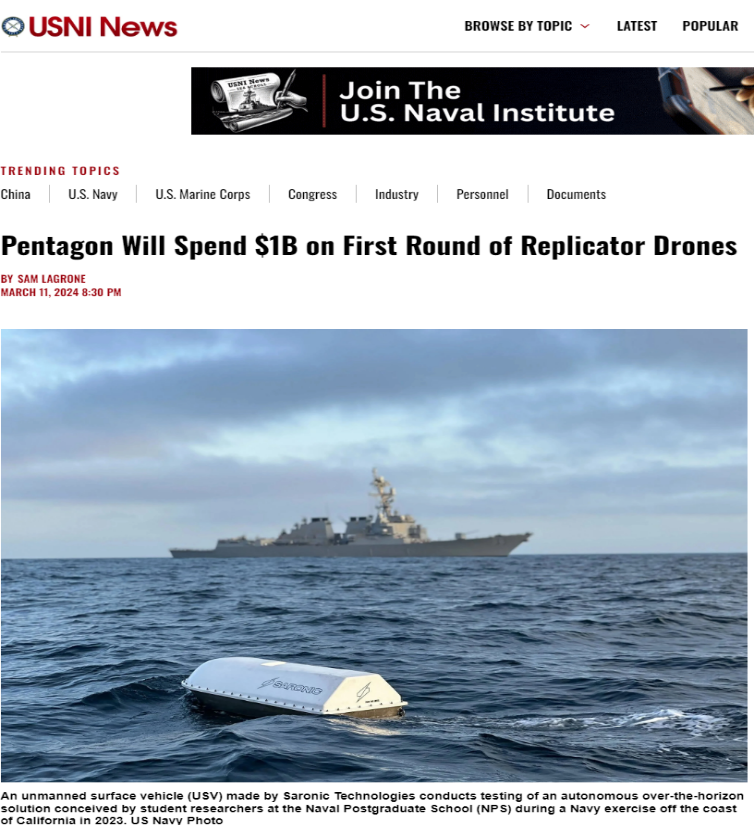 USNI News
BROWSE BY TOPIC
LATEST
POPULAR
USNI News
Join The
U.S. Naval Institute
TRENDING TOPICS
China
U.S. Navy
U.S. Marine Corps
Congress
Industry
Personnel
Documents
Pentagon Will Spend $1B on First Round of Replicator Drones
BY SAM LAGRONE
MARCH 11, 2024 8:30 PM
SARONIC
An unmanned surface vehicle (USV) made by Saronic Technologies conducts testing of an autonomous over-the-horizon
solution conceived by student researchers at the Naval Postgraduate School (NPS) during a Navy exercise off the coast
of California in 2023. US Navy Photo